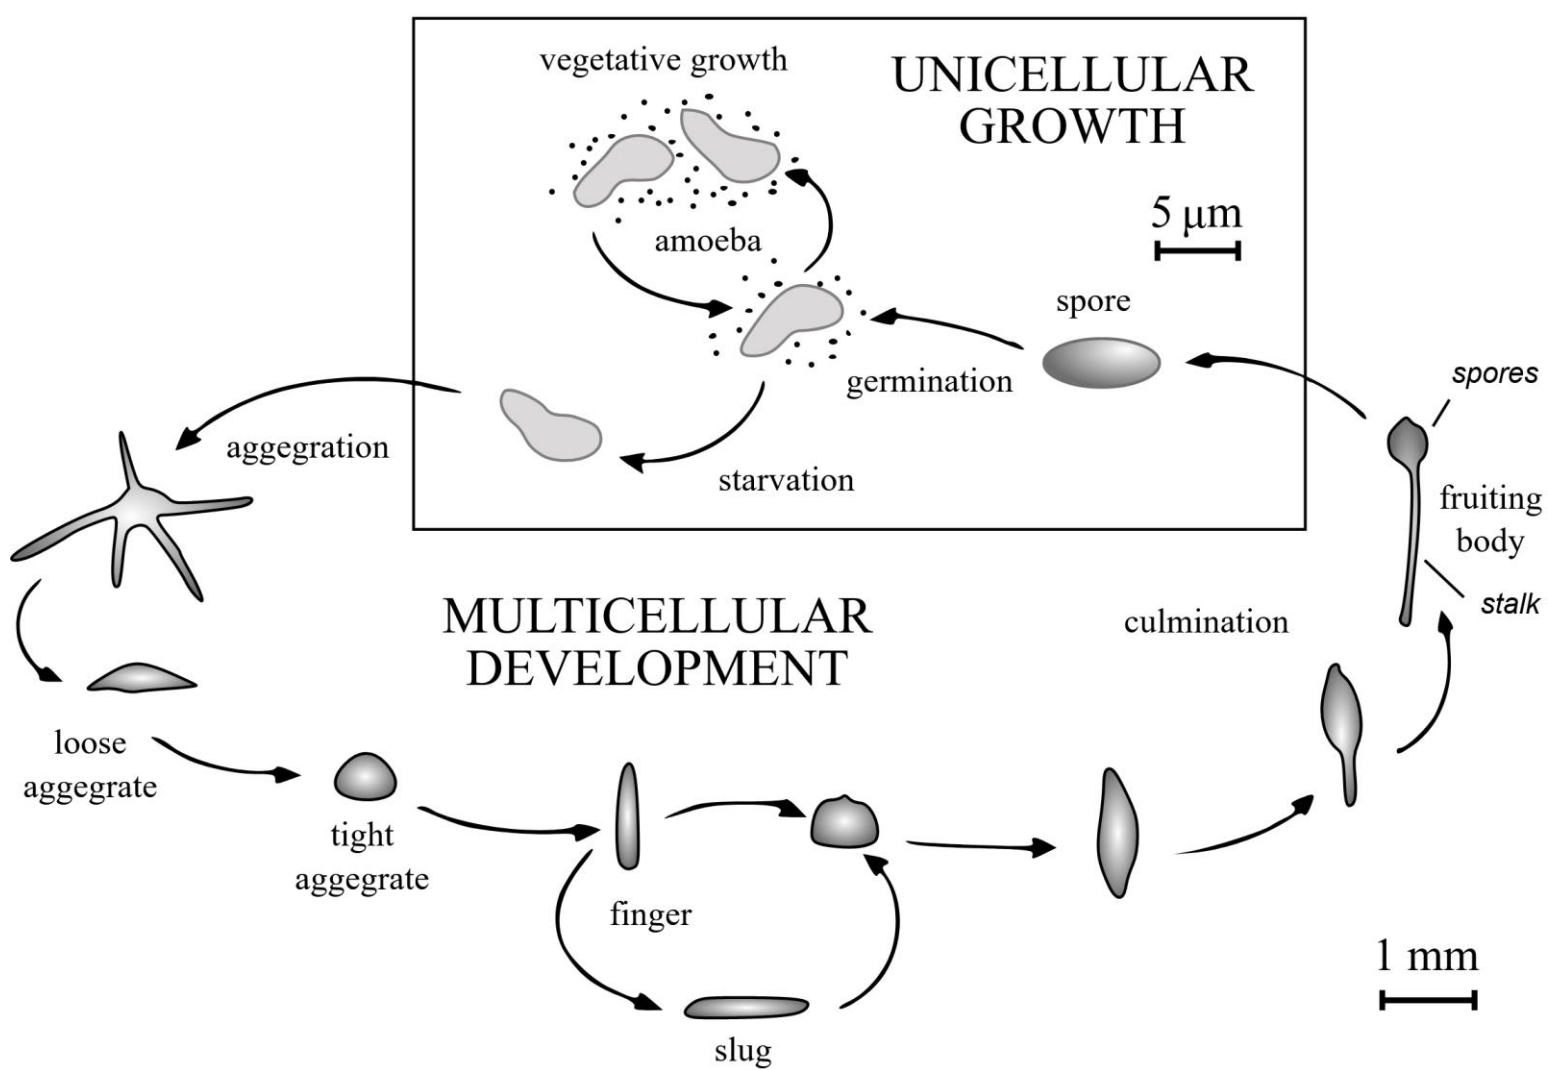 vegetative growth
UNICELLULAR
GROWTH
5 μm
amoeba
spore
germination
spores
aggegration
starvation
fruiting
body
stalk
MULTICELLULAR
DEVELOPMENT
culmination
loose
aggegrate
tight
aggegrate
finger
1 mm
slug